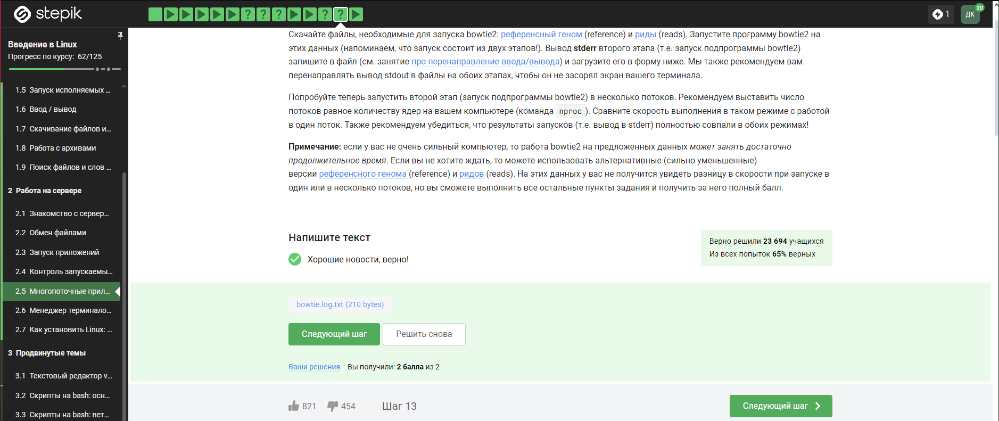 stepik
? ? ? ? ?
1
ДК
20
Введение в Linux
Прогресс по курсу: 62/125
1.5 Запуск исполняемых ...
1.6 Ввод / вывод
1.7 Скачивание файлов и...
1.8 Работа с архивами
1.9 Поиск файлов и слов ...
2 Работа на сервере
2.1 Знакомство с сервер...
2.2 Обмен файлами
2.3 Запуск приложений
2.4 Контроль запускаемы...
2.5 Многопоточные прил...
2.6 Менеджер терминало...
2.7 Как установить Linux: ...
3 Продвинутые темы
3.1 Текстовый редактор v...
3.2 Скрипты на bash: осн...
3.3 Скрипты на bash: вет...
Скачайте файлы, необходимые для запуска bowtie2: референсный геном (reference) и риды (reads). Запустите программу bowtie2 на
этих данных (напоминаем, что запуск состоит из двух этапов!). Вывод stderr второго этапа (т.е. запуск подпрограммы bowtie2)
запишите в файл (см. занятие про перенаправление ввода/вывода) и загрузите его в форму ниже. Мы также рекомендуем вам
перенаправлять вывод stdout в файлы на обоих этапах, чтобы он не засорял экран вашего терминала.
Попробуйте теперь запустить второй этап (запуск подпрограммы bowtie2) в несколько потоков. Рекомендуем выставить число
потоков равное количеству ядер на вашем компьютере (команда nproc). Сравните скорость выполнения в таком режиме с работой
в один поток. Также рекомендуем убедиться, что результаты запусков (т.е. вывод в stderr) полностью совпали в обоих режимах!
Примечание: если у вас не очень сильный компьютер, то работа bowtie2 на предложенных данных может занять достаточно
продолжительное время. Если вы не хотите ждать, то можете использовать альтернативные (сильно уменьшенные)
версии референсного генома (reference) и ридов (reads). На этих данных у вас не получится увидеть разницу в скорости при запуске в
один или в несколько потоков, но вы сможете выполнить все остальные пункты задания и получить за него полный балл.
Напишите текст
Хорошие новости, верно!
Верно решили 23 694 учащихся
Из всех попыток 65% верных
bowtie.log.txt (210 bytes)
Следующий шаг
Решить снова
Ваши решения Вы получили: 2 балла из 2
821 454 Шаг 13
Следующий шаг